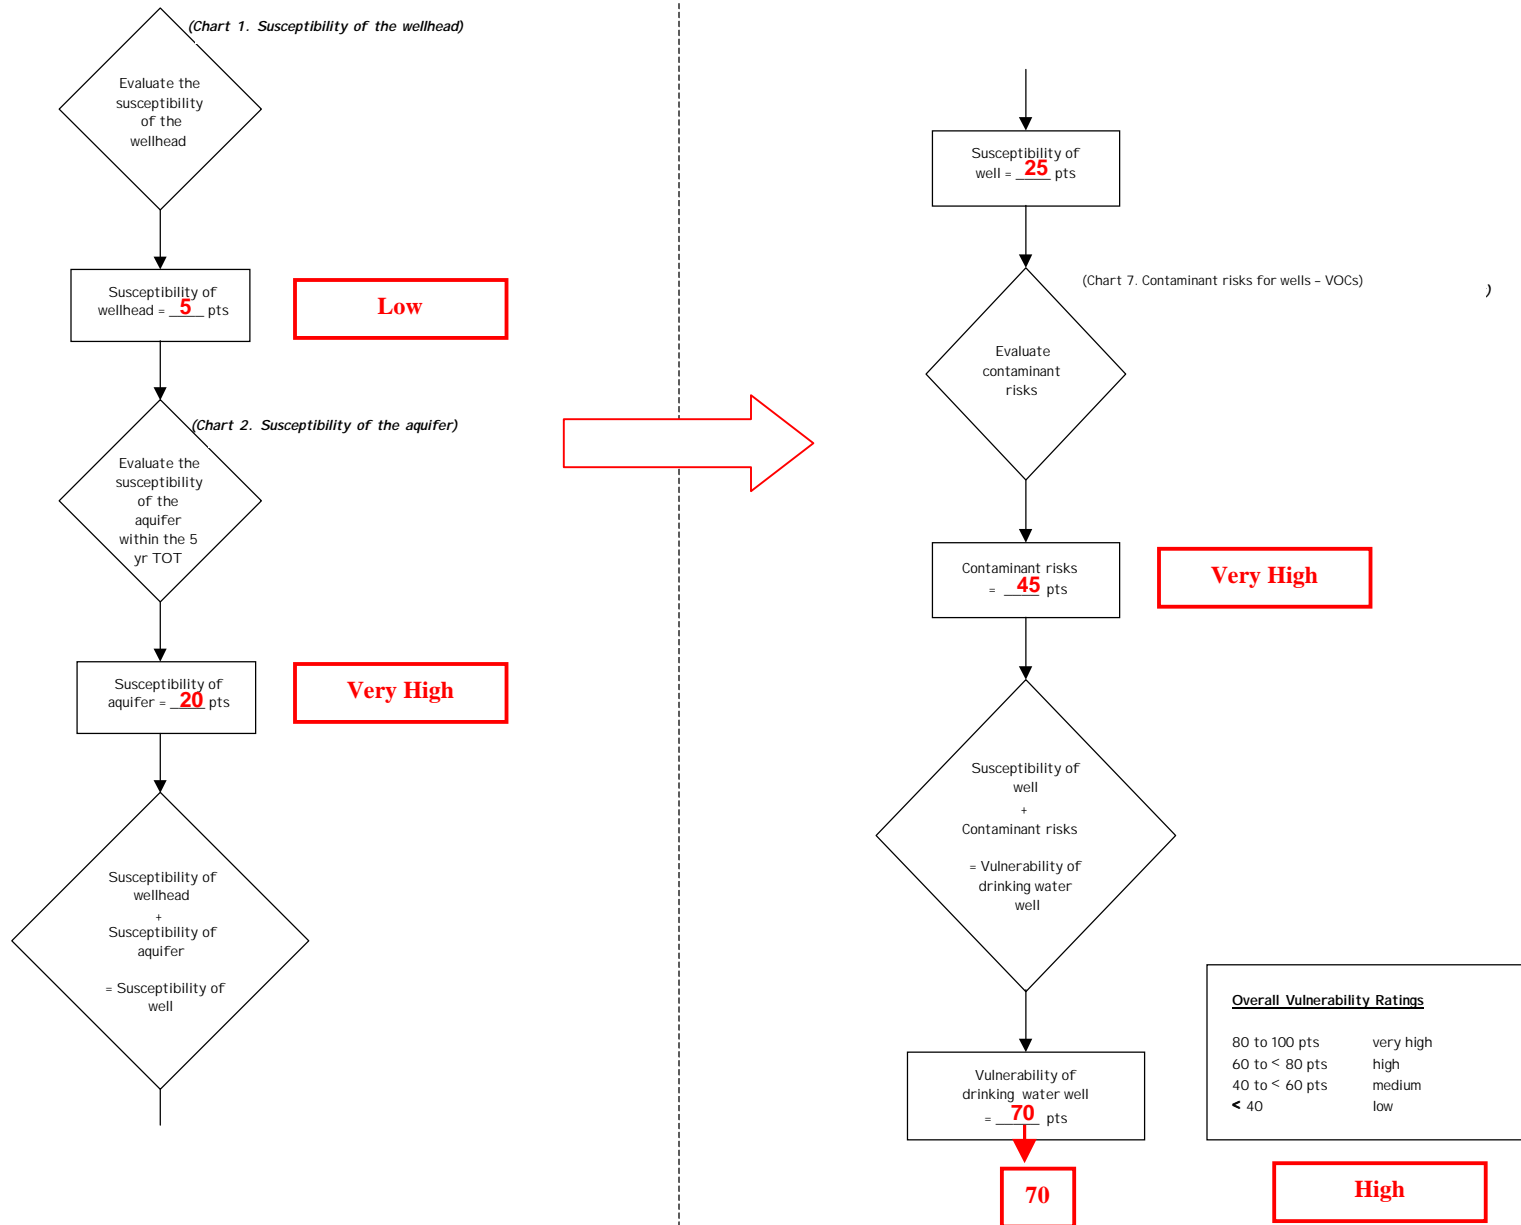 (Chart 1. Susceptibility of the wellhead)
Evaluate the
susceptibility
of the
wellhead
Susceptibility of
wellhead = 5 pts
Low
(Chart 2. Susceptibility of the aquifer)
Evaluate the
susceptibility
of the
aquifer
within the 5
yr TOT
Susceptibility of
aquifer = 20 pts
Very High
Susceptibility of
wellhead
+
Susceptibility of
aquifer
= Susceptibility of
well
Susceptibility of
well = 25 pts
(Chart 7. Contaminant risks for wells – VOCs)
)
Evaluate
contaminant
risks
Contaminant risks
= 45 pts
Very High
Susceptibility of
well
+
Contaminant risks
= Vulnerability of
drinking water
well
Vulnerability of
drinking water well
= 70 pts
70
Overall Vulnerability Ratings
80 to 100 pts very high
60 to < 80 pts high
40 to < 60 pts medium
< 40 low
High